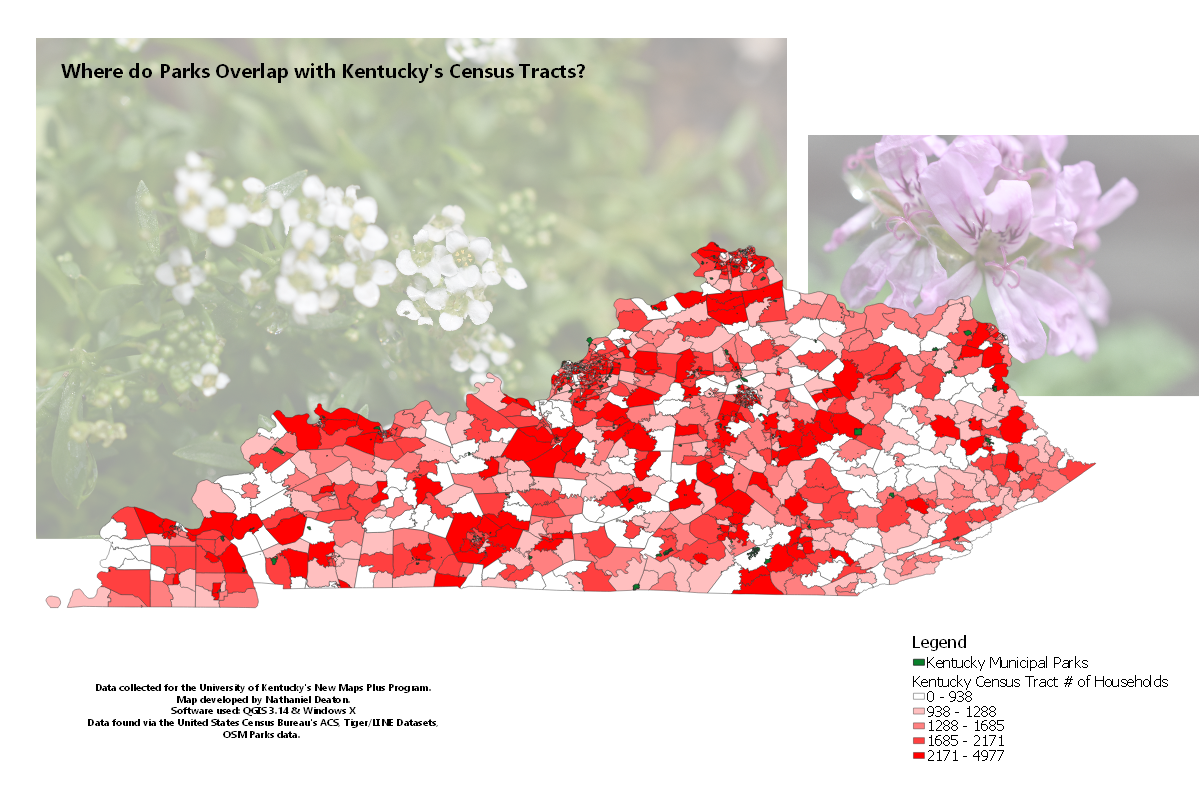 Where do Parks Overlap with Kentucky's Census Tracts?
Data collected for the University of Kentucky's New Maps Plus Program.
Map developed by Nathaniel Deaton.
Software used: QGIS 3.14 & Windows X
Data found via the United States Census Bureau's ACS, Tiger/LINE Datasets,
OSM Parks data.
Legend
Kentucky Municipal Parks
Kentucky Census Tract # of Households
0 - 938
938 - 1288
1288 - 1685
1685 - 2171
2171 - 4977